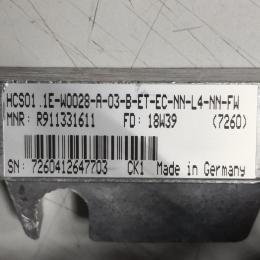 HCS01.1E-W0028-A-03-B-ET-EC-NN-L4-NN-FW
MNR: R911331611 FD: 18W39 (7260)
SN: 7260412647703 CK1 Made in Germany